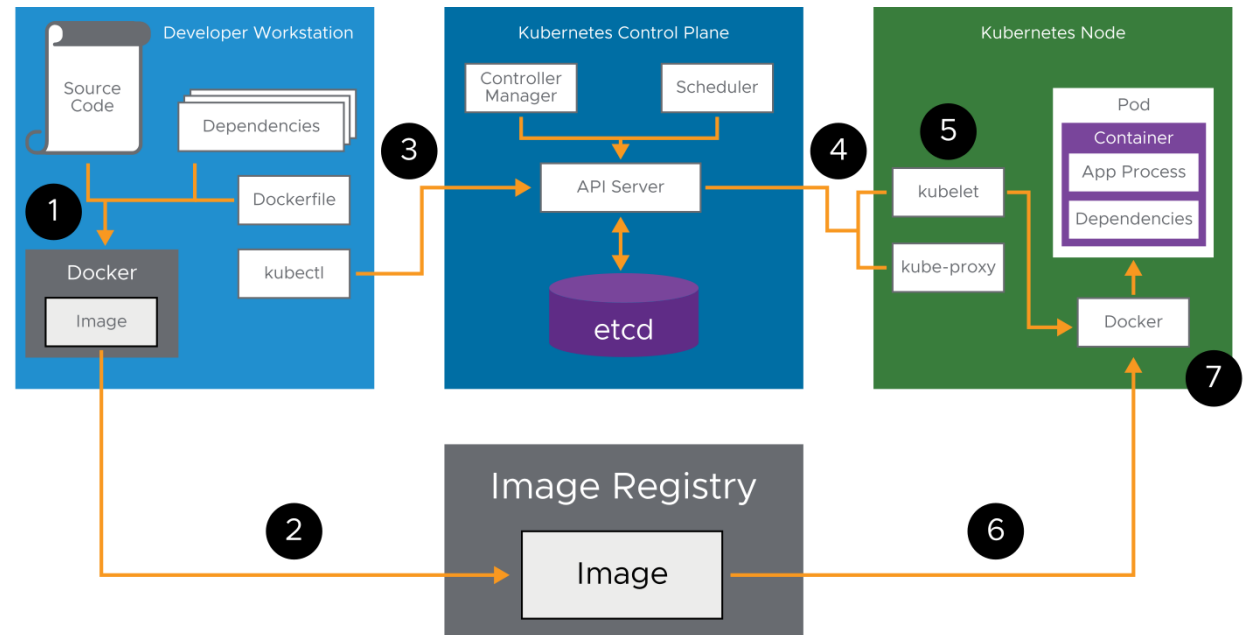 Developer Workstation
Source
Code
Dependencies
Dockerfile
kubectl
1
Docker
Image
3
Kubernetes Control Plane
Controller
Manager
Scheduler
API Server
etcd
4
Kubernetes Node
5
kubelet
kube-proxy
Pod
Container
App Process
Dependencies
Docker
7
2
Image Registry
Image
6